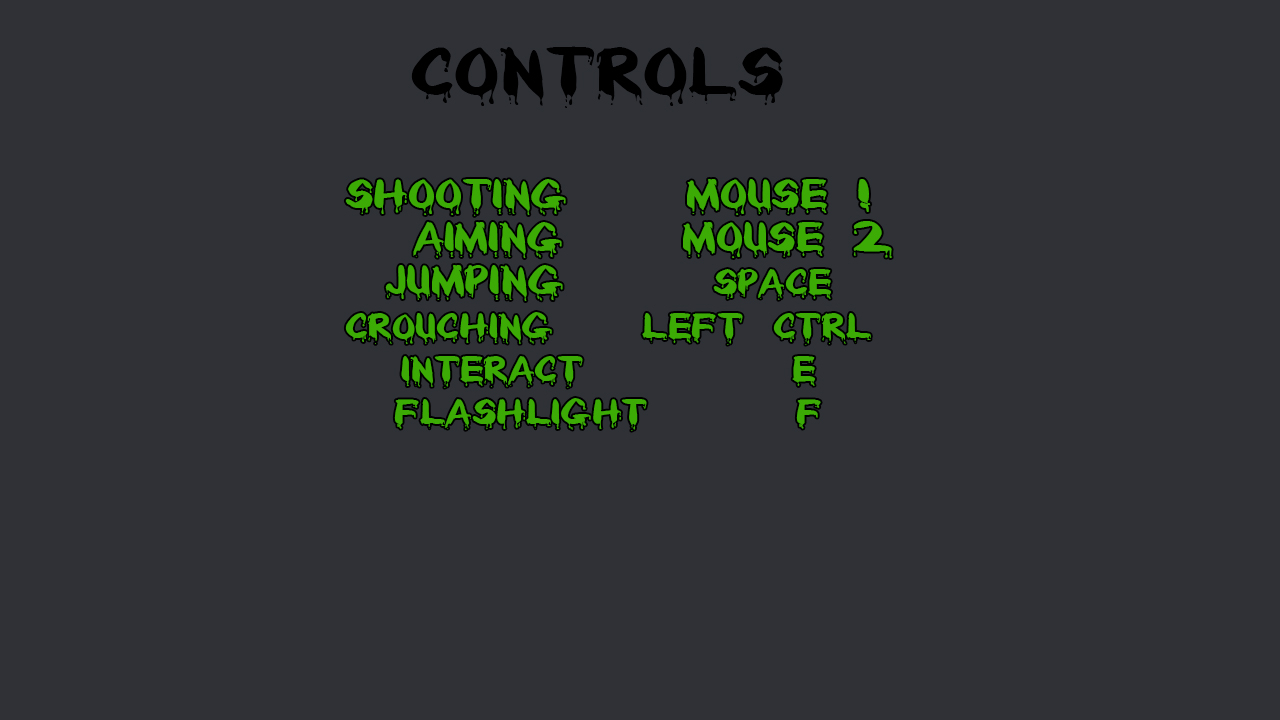 CONTROLS
SHOOTING MOUSE 1
AIMING MOUSE 2
JUMPING SPACE
CROUCHING LEFT CTRL
INTERACT E
FLASHLIGHT F